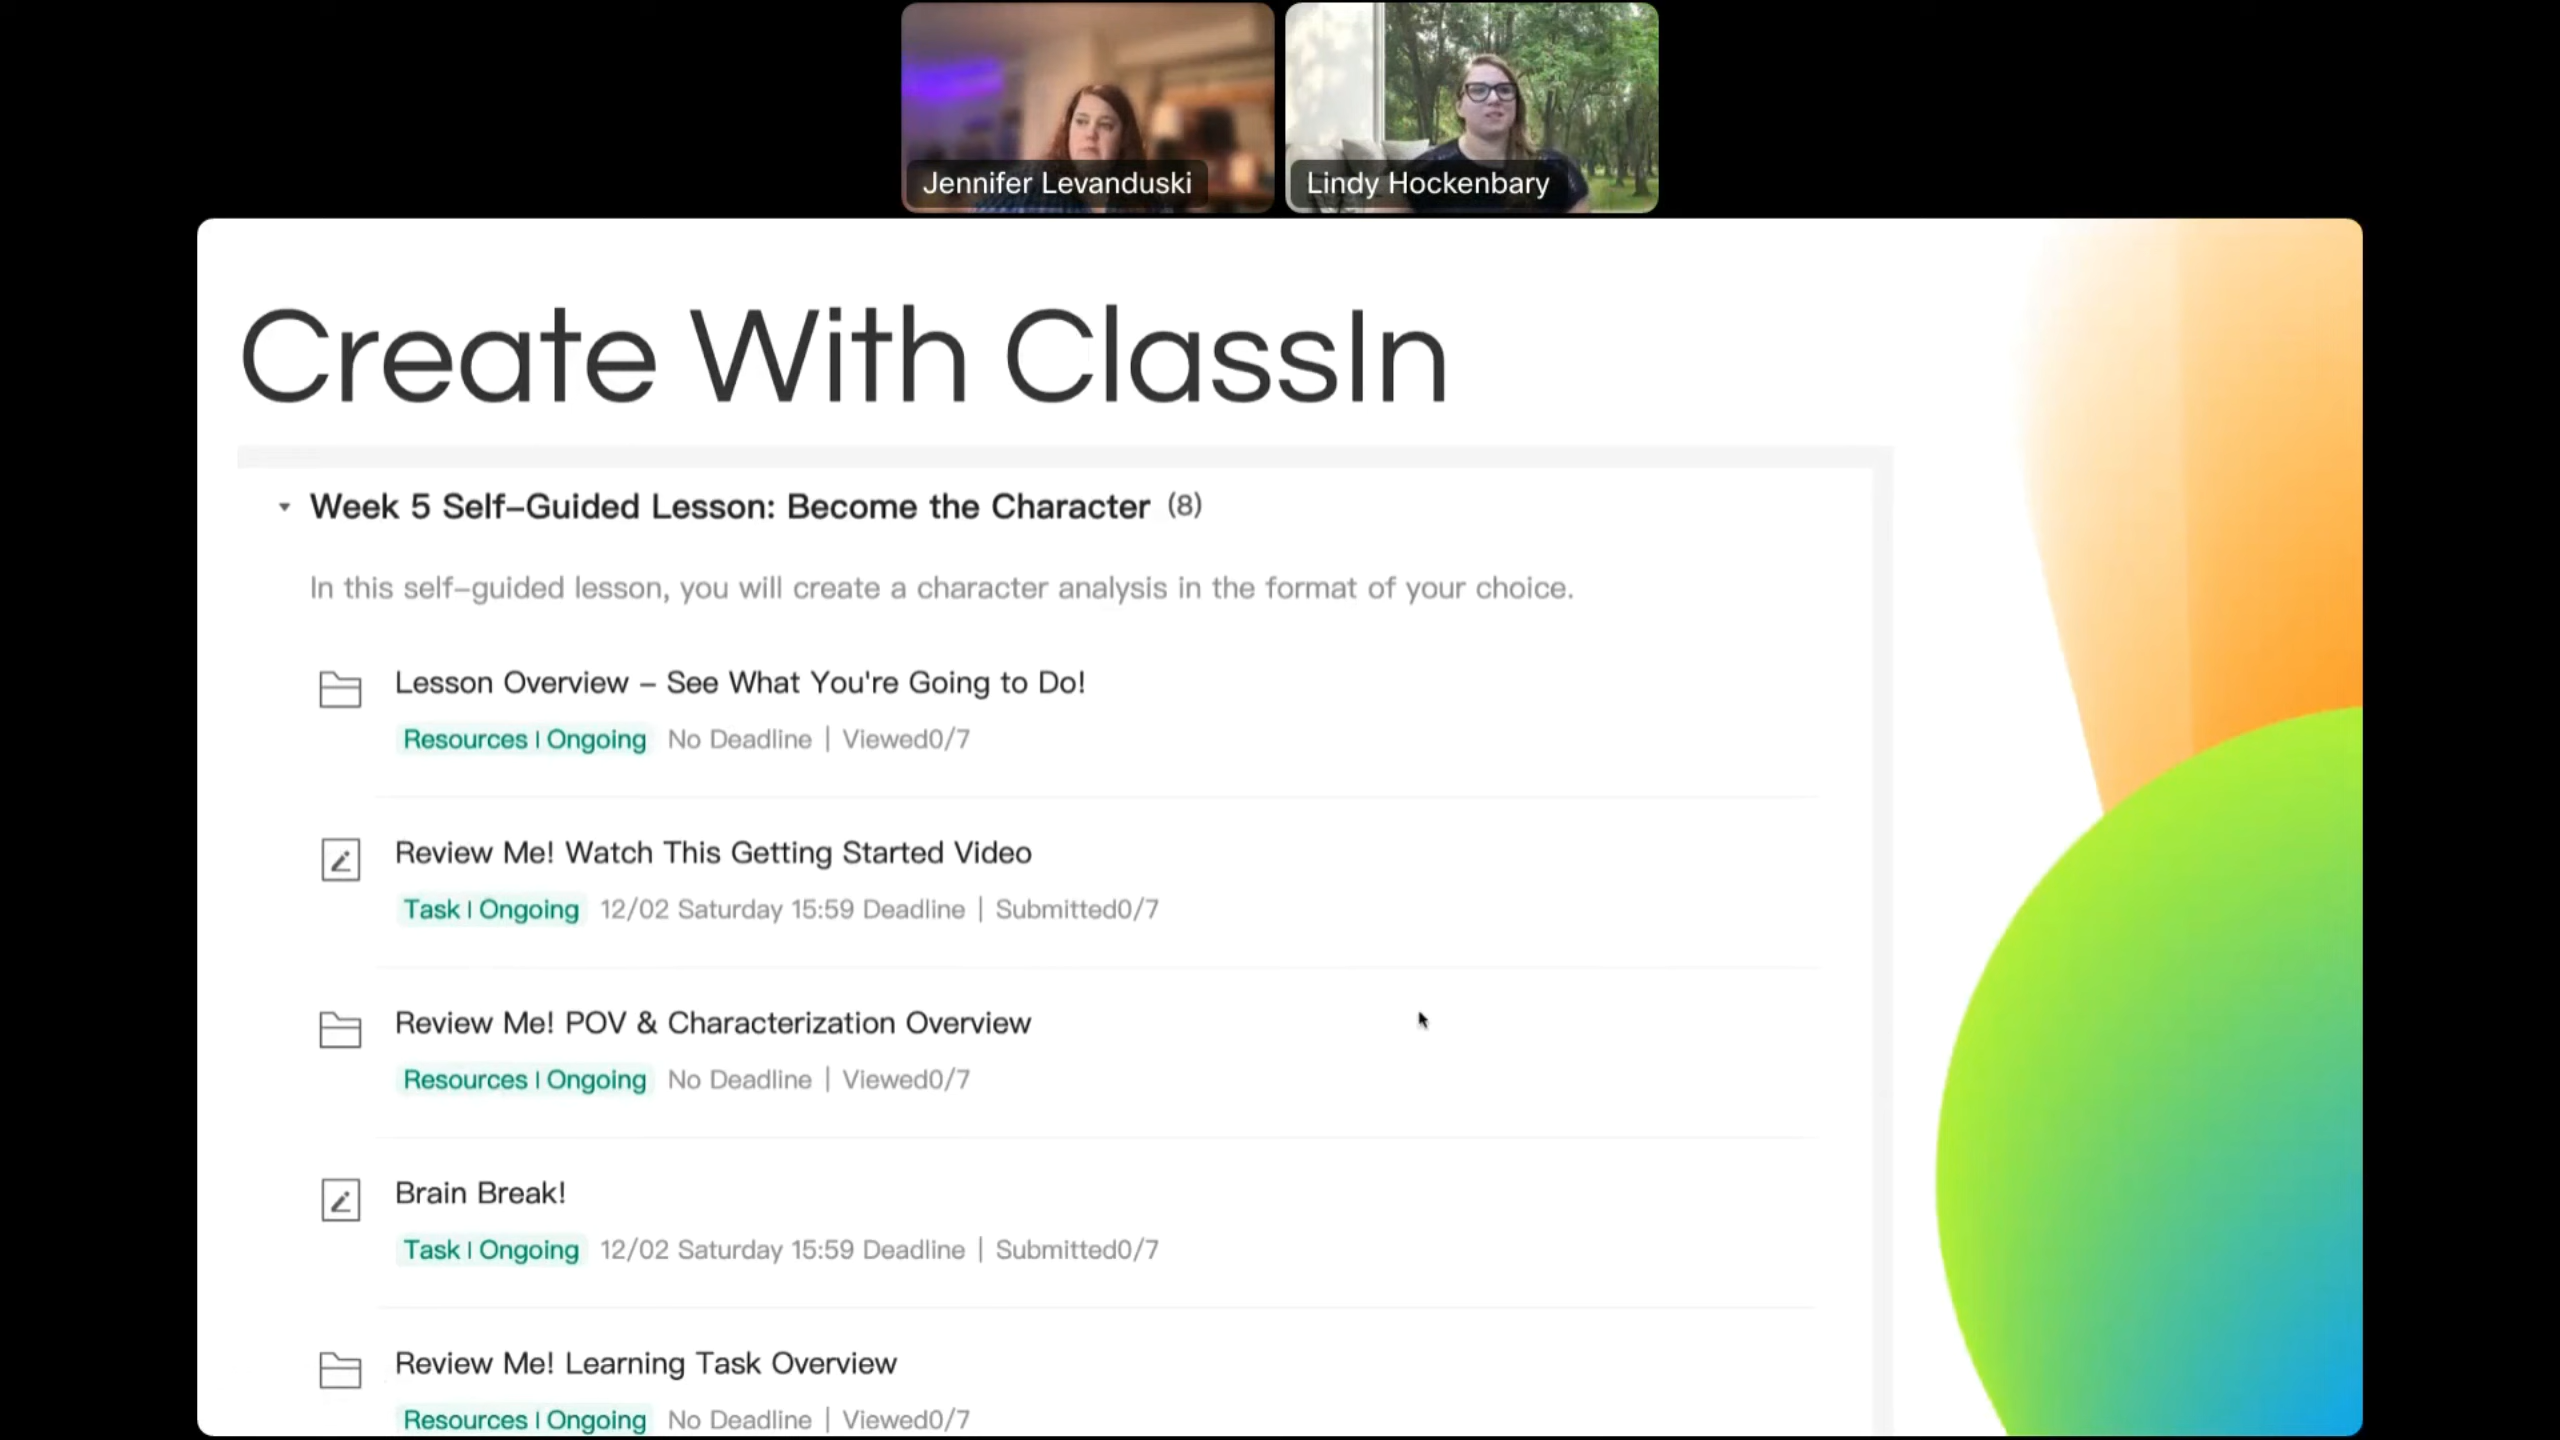 Jennifer Levanduski
Lindy Hockenbary
Create With ClassIn
Week 5 Self-Guided Lesson: Become the Character (8)
In this self-guided lesson, you will create a character analysis in the format of your choice.
Lesson Overview – See What You're Going to Do!
Resources | Ongoing No Deadline | Viewed0/7
Review Me! Watch This Getting Started Video
Task | Ongoing 12/02 Saturday 15:59 Deadline | Submitted0/7
Review Me! POV & Characterization Overview
Resources | Ongoing No Deadline | Viewed0/7
Brain Break!
Task | Ongoing 12/02 Saturday 15:59 Deadline | Submitted0/7
Review Me! Learning Task Overview
Resources | Ongoing No Deadline | Viewed0/7